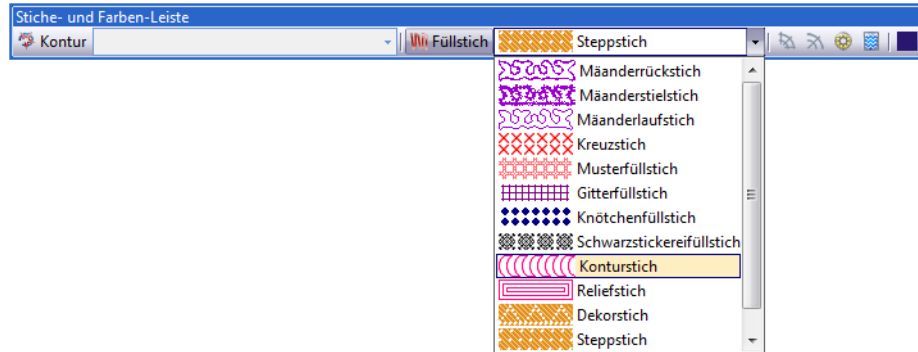 Stiche- und Farben-Leiste
Kontur Füllstich Steppstich
Mäanderrückstich
Mäanderstielstich
Mäanderlaufstich
Kreuzstich
Musterfüllstich
Gitterfüllstich
Knötchenfüllstich
Schwarzstickereifüllstich
Konturstich
Reliefstich
Dekorstich
Steppstich